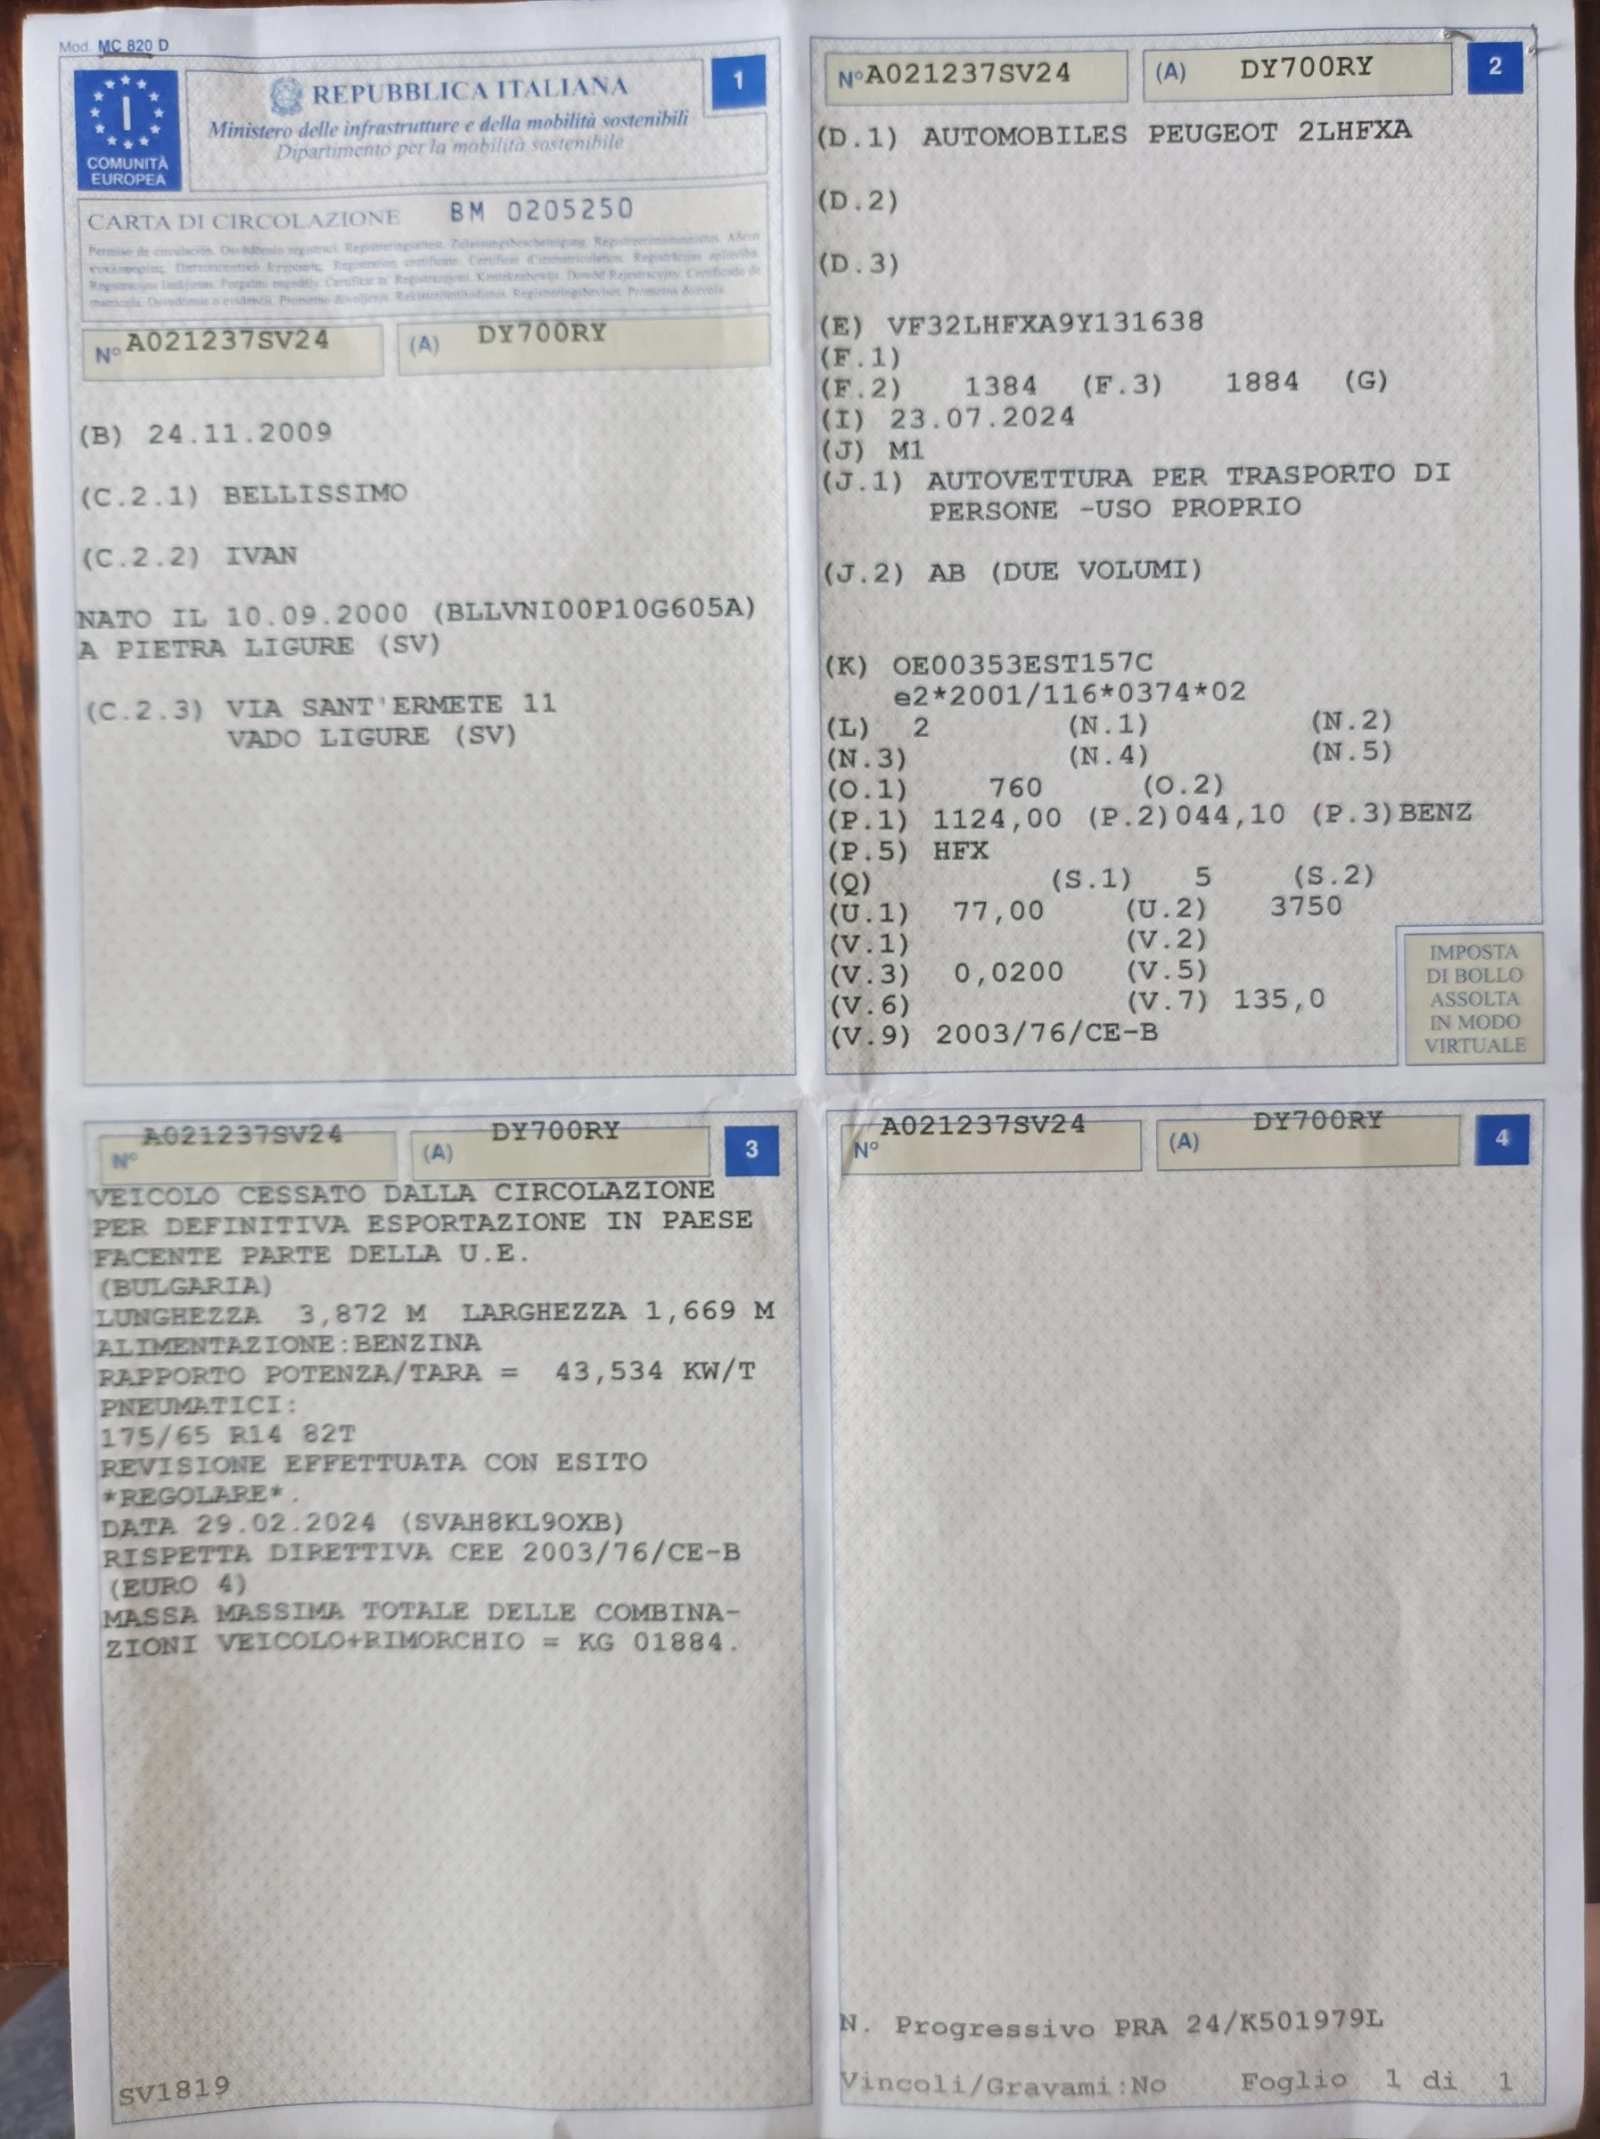 Mod. MC 820 D
COMUNITÀ
EUROPEA
REPUBBLICA ITALIANA
Ministero delle infrastrutture e della mobilità sostenibili
Dipartimento per la mobilità sostenibile
1
CARTA DI CIRCOLAZIONE BM 0205250
Permiso de circulación. Osvědčení o registraci. Registreringsattest. Zulassungsbescheinigung.
Registration certificate. Certificat d'immatriculation.
N° A021237SV24 (A) DY700RY
(B) 24.11.2009
(C.2.1) BELLISSIMO
(C.2.2) IVAN
NATO IL 10.09.2000 (BLLVNI00P10G605A)
A PIETRA LIGURE (SV)
(C.2.3) VIA SANT'ERMETE 11
VADO LIGURE (SV)
N° A021237SV24 (A) DY700RY 2
(D.1) AUTOMOBILES PEUGEOT 2LHFXA
(D.2)
(D.3)
(E) VF32LHFXA9Y131638
(F.1)
(F.2) 1384 (F.3) 1884 (G)
(I) 23.07.2024
(J) M1
(J.1) AUTOVETTURA PER TRASPORTO DI
PERSONE -USO PROPRIO
(J.2) AB (DUE VOLUMI)
(K) OE00353EST157C
e2*2001/116*0374*02
(L) 2 (N.1) (N.2)
(N.3) (N.4) (N.5)
(O.1) 760 (O.2)
(P.1) 1124,00 (P.2)044,10 (P.3)BENZ
(P.5) HFX
(Q) (S.1) 5 (S.2)
(U.1) 77,00 (U.2) 3750
(V.1) (V.2)
(V.3) 0,0200 (V.5)
(V.6) (V.7) 135,0
(V.9) 2003/76/CE-B
IMPOSTA
DI BOLLO
ASSOLTA
IN MODO
VIRTUALE
N° A021237SV24 (A) DY700RY 3
VEICOLO CESSATO DALLA CIRCOLAZIONE
PER DEFINITIVA ESPORTAZIONE IN PAESE
FACENTE PARTE DELLA U.E.
(BULGARIA)
LUNGHEZZA 3,872 M LARGHEZZA 1,669 M
ALIMENTAZIONE:BENZINA
RAPPORTO POTENZA/TARA = 43,534 KW/T
PNEUMATICI:
175/65 R14 82T
REVISIONE EFFETTUATA CON ESITO
*REGOLARE*.
DATA 29.02.2024 (SVAH8KL9OXB)
RISPETTA DIRETTIVA CEE 2003/76/CE-B
(EURO 4)
MASSA MASSIMA TOTALE DELLE COMBINA-
ZIONI VEICOLO+RIMORCHIO = KG 01884.
SV1819
N° A021237SV24 (A) DY700RY 4
N. Progressivo PRA 24/K501979L
Vincoli/Gravami:No Foglio 1 di 1